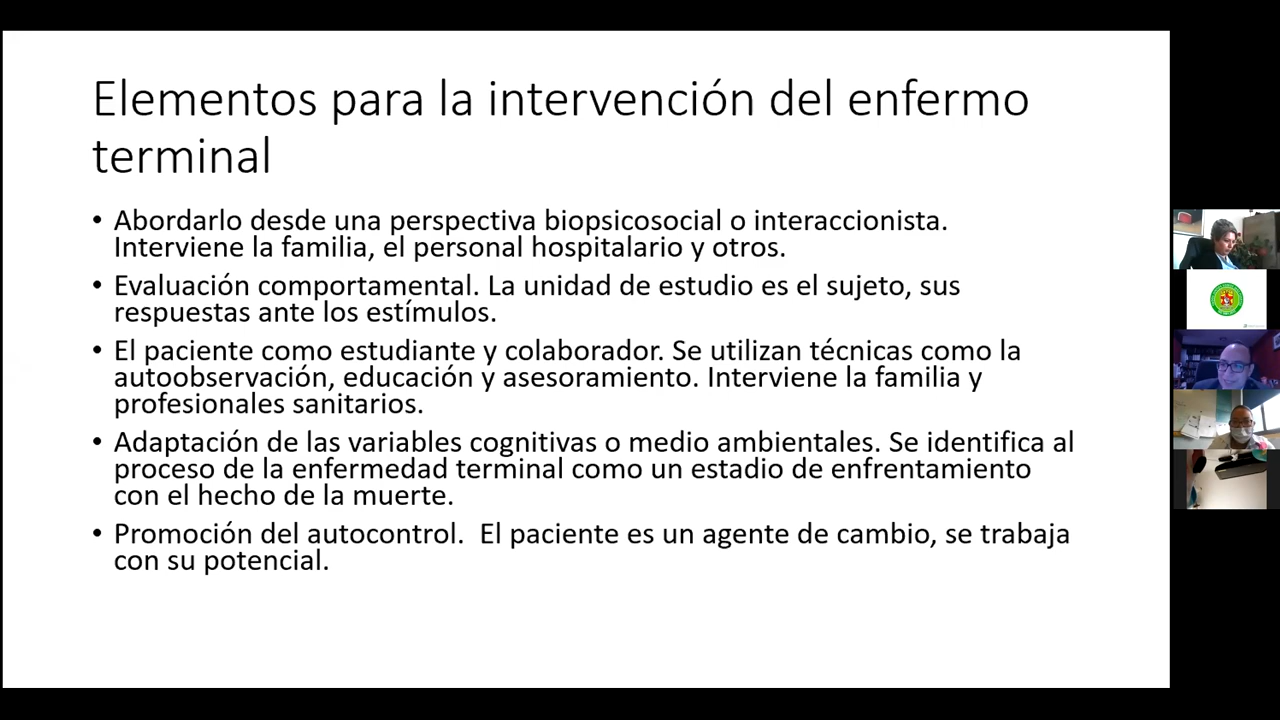 Elementos para la intervención del enfermo
terminal
• Abordarlo desde una perspectiva biopsicosocial o interaccionista.
Interviene la familia, el personal hospitalario y otros.
• Evaluación comportamental. La unidad de estudio es el sujeto, sus
respuestas ante los estímulos.
• El paciente como estudiante y colaborador. Se utilizan técnicas como la
autoobservación, educación y asesoramiento. Interviene la familia y
profesionales sanitarios.
• Adaptación de las variables cognitivas o medio ambientales. Se identifica al
proceso de la enfermedad terminal como un estadio de enfrentamiento
con el hecho de la muerte.
• Promoción del autocontrol.  El paciente es un agente de cambio, se trabaja
con su potencial.